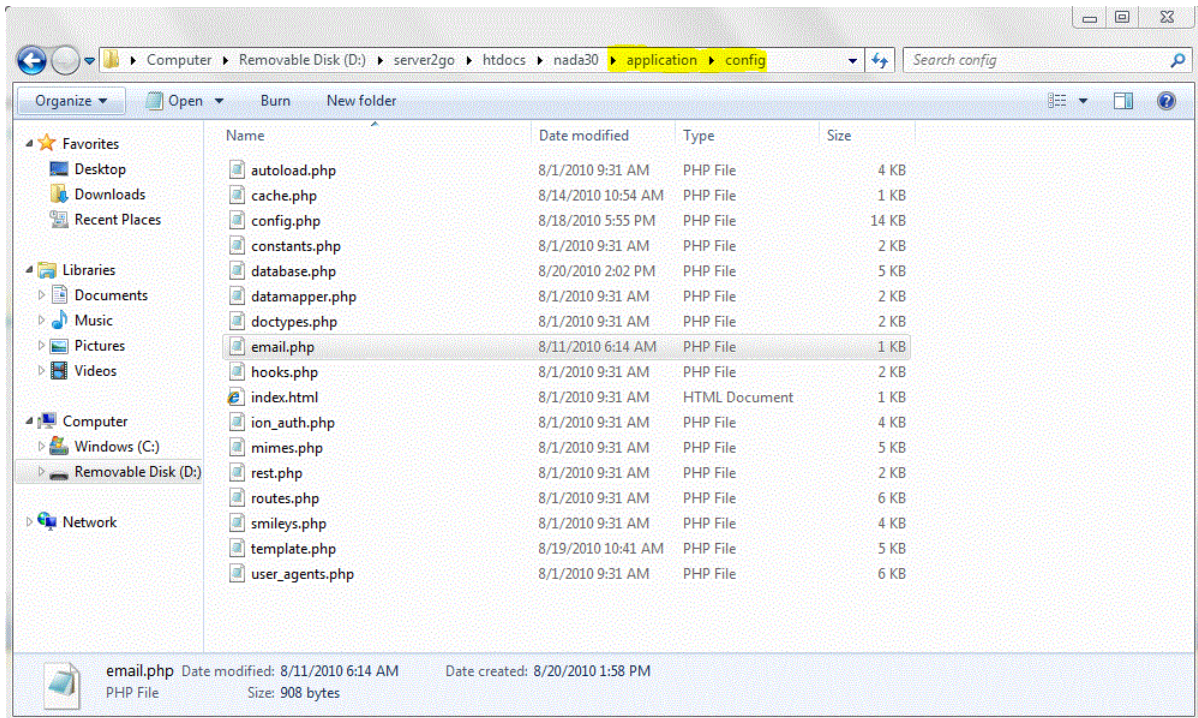 Computer Removable Disk (D:) server2go htdocs nada30 application config Search config
Organize Open Burn New folder
Name Date modified Type Size
Favorites
Desktop
Downloads
Recent Places
Libraries
Documents
Music
Pictures
Videos
Computer
Windows (C:)
Removable Disk (D:)
Network
autoload.php 8/1/2010 9:31 AM PHP File 4 KB
cache.php 8/14/2010 10:54 AM PHP File 1 KB
config.php 8/18/2010 5:55 PM PHP File 14 KB
constants.php 8/1/2010 9:31 AM PHP File 2 KB
database.php 8/20/2010 2:02 PM PHP File 5 KB
datamapper.php 8/1/2010 9:31 AM PHP File 2 KB
doctypes.php 8/1/2010 9:31 AM PHP File 2 KB
email.php 8/11/2010 6:14 AM PHP File 1 KB
hooks.php 8/1/2010 9:31 AM PHP File 2 KB
index.html 8/1/2010 9:31 AM HTML Document 1 KB
ion_auth.php 8/1/2010 9:31 AM PHP File 4 KB
mimes.php 8/1/2010 9:31 AM PHP File 5 KB
rest.php 8/1/2010 9:31 AM PHP File 2 KB
routes.php 8/1/2010 9:31 AM PHP File 6 KB
smileys.php 8/1/2010 9:31 AM PHP File 4 KB
template.php 8/19/2010 10:41 AM PHP File 5 KB
user_agents.php 8/1/2010 9:31 AM PHP File 6 KB
email.php Date modified: 8/11/2010 6:14 AM Date created: 8/20/2010 1:58 PM
PHP File Size: 908 bytes